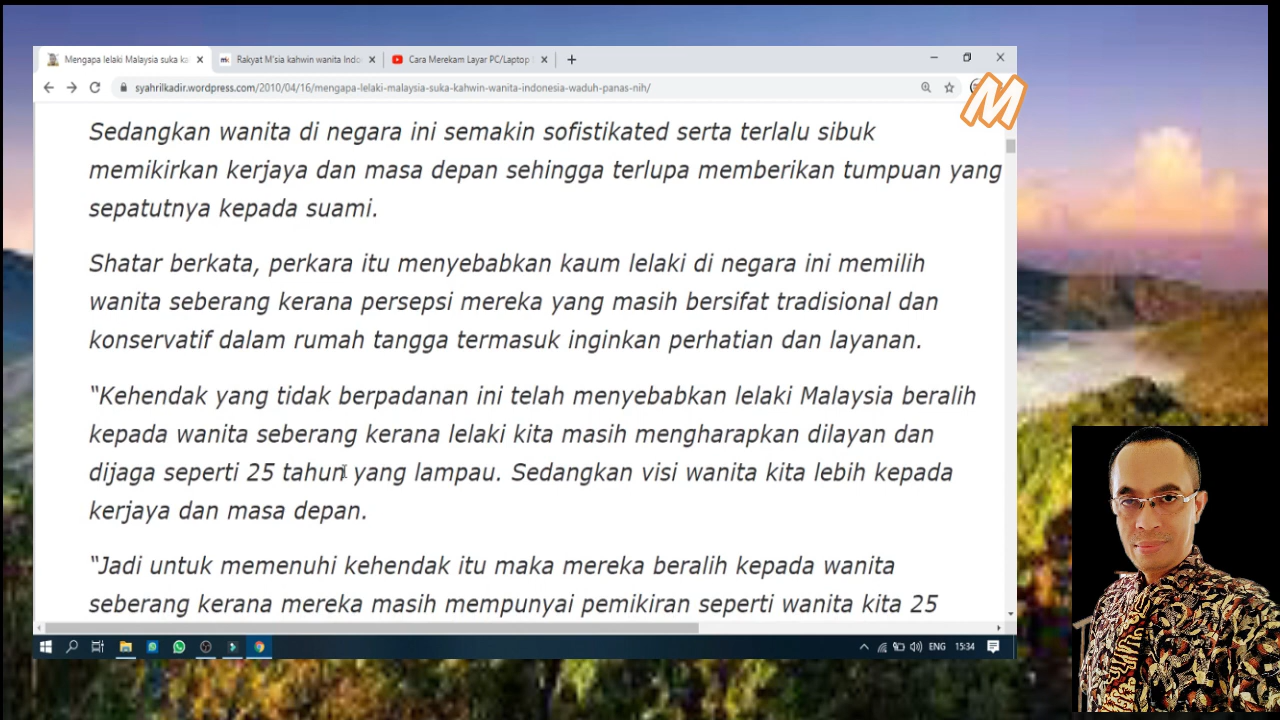 Mengapa lelaki Malaysia suka ka
Rakyat M'sia kahwin wanita Indo
Cara Merekam Layar PC/Laptop
syahrilkadir.wordpress.com/2010/04/16/mengapa-lelaki-malaysia-suka-kahwin-wanita-indonesia-waduh-panas-nih/
M
Sedangkan wanita di negara ini semakin sofistikated serta terlalu sibuk
memikirkan kerjaya dan masa depan sehingga terlupa memberikan tumpuan yang
sepatutnya kepada suami.
Shatar berkata, perkara itu menyebabkan kaum lelaki di negara ini memilih
wanita seberang kerana persepsi mereka yang masih bersifat tradisional dan
konservatif dalam rumah tangga termasuk inginkan perhatian dan layanan.
“Kehendak yang tidak berpadanan ini telah menyebabkan lelaki Malaysia beralih
kepada wanita seberang kerana lelaki kita masih mengharapkan dilayan dan
dijaga seperti 25 tahun yang lampau. Sedangkan visi wanita kita lebih kepada
kerjaya dan masa depan.
“Jadi untuk memenuhi kehendak itu maka mereka beralih kepada wanita
seberang kerana mereka masih mempunyai pemikiran seperti wanita kita 25
ENG 15:34